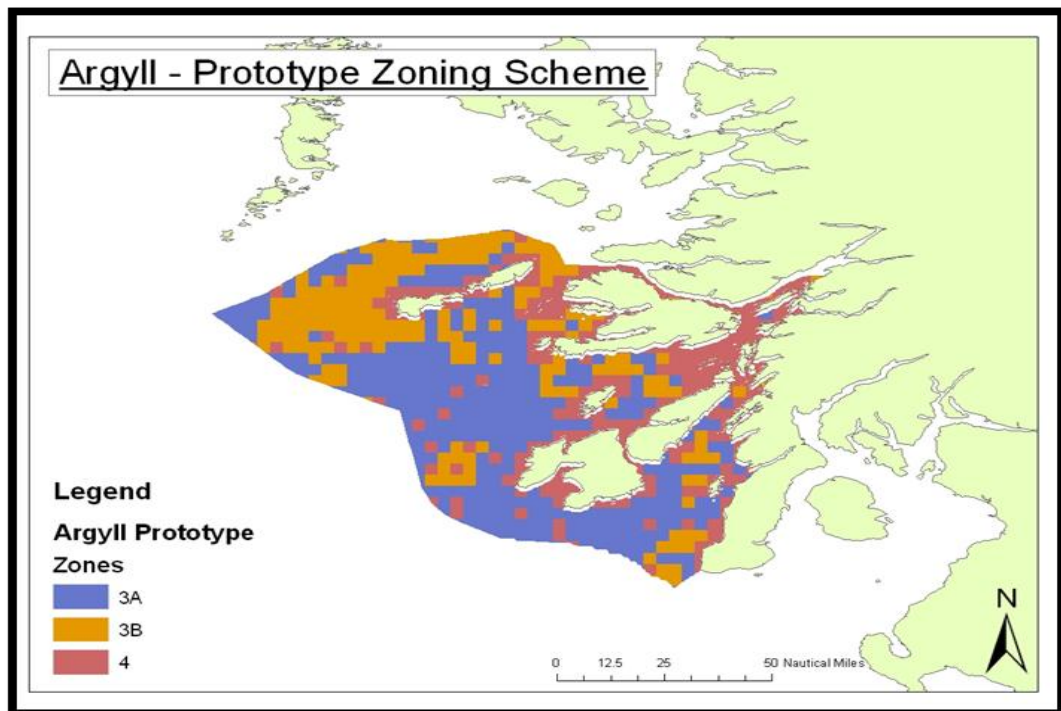 Argyll - Prototype Zoning Scheme
Legend
Argyll Prototype
Zones
3A
3B
4
N
0 12.5 25 50 Nautical Miles